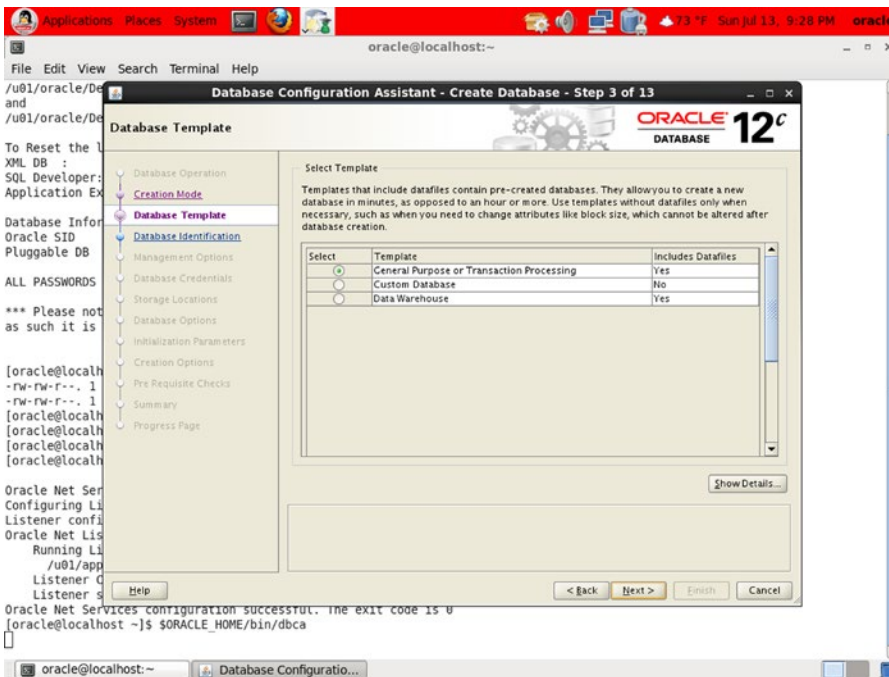 Applications Places System
73 °F Sun Jul 13, 9:28 PM
oracle@localhost:~
File Edit View Search Terminal Help
/u01/oracle/De
and
/u01/oracle/De
To Reset the l
XML DB :
SQL Developer:
Application Ex
Database Infor
Oracle SID
Pluggable DB
ALL PASSWORDS
*** Please not
as such it is
[oracle@localh
-rw-rw-r--. 1
-rw-rw-r--. 1
[oracle@localh
[oracle@localh
[oracle@localh
[oracle@localh
Oracle Net Ser
Configuring Li
Listener confi
Oracle Net Lis
Running Li
/u01/app
Listener C
Listener s
Oracle Net Services configuration successful. The exit code is 0
[oracle@localhost ~]$ $ORACLE_HOME/bin/dbca
Database Configuration Assistant - Create Database - Step 3 of 13
Database Template
ORACLE DATABASE 12c
Database Operation
Creation Mode
Database Template
Database Identification
Management Options
Database Credentials
Storage Locations
Database Options
Initialization Parameters
Creation Options
Pre Requisite Checks
Summary
Progress Page
Select Template
Templates that include datafiles contain pre-created databases. They allowyou to create a new
database in minutes, as opposed to an hour or more. Use templates without datafiles only when
necessary, such as when you need to change attributes like block size, which cannot be altered after
database creation.
Select Template Includes Datafiles
General Purpose or Transaction Processing Yes
Custom Database No
Data Warehouse Yes
Show Details...
Help < Back Next > Finish Cancel
oracle@localhost:~ Database Configuratio...